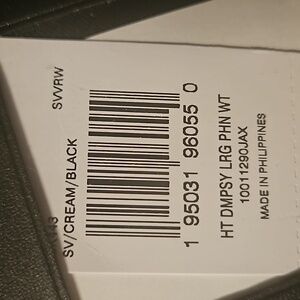 SVVRW
SV/CREAM/BLACK
1 95031 96055 0
HT DMPSY LRG PHN WT
10011290JAX
MADE IN PHILIPPINES